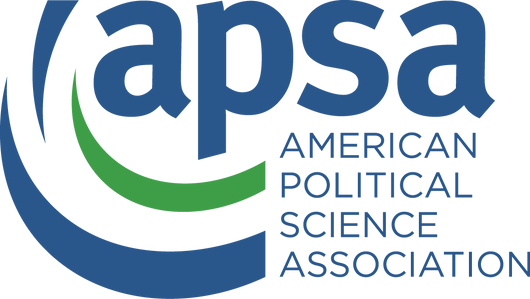 apsa
AMERICAN
POLITICAL
SCIENCE
ASSOCIATION